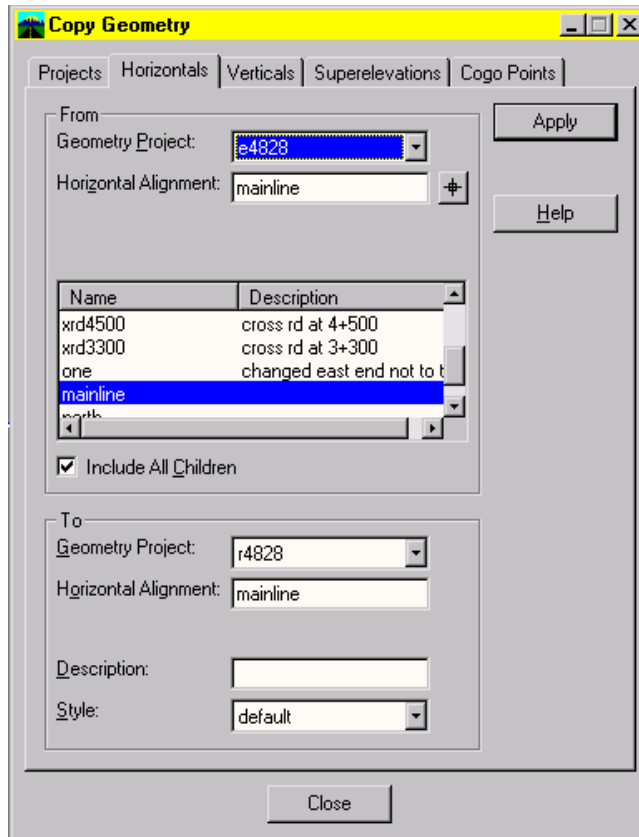 Copy Geometry
Projects Horizontals Verticals Superelevations Cogo Points
From
Geometry Project: e4828
Horizontal Alignment: mainline
Apply
Help
Name Description
xrd4500 cross rd at 4+500
xrd3300 cross rd at 3+300
one changed east end not to t
mainline
north
Include All Children
To
Geometry Project: r4828
Horizontal Alignment: mainline
Description:
Style: default
Close